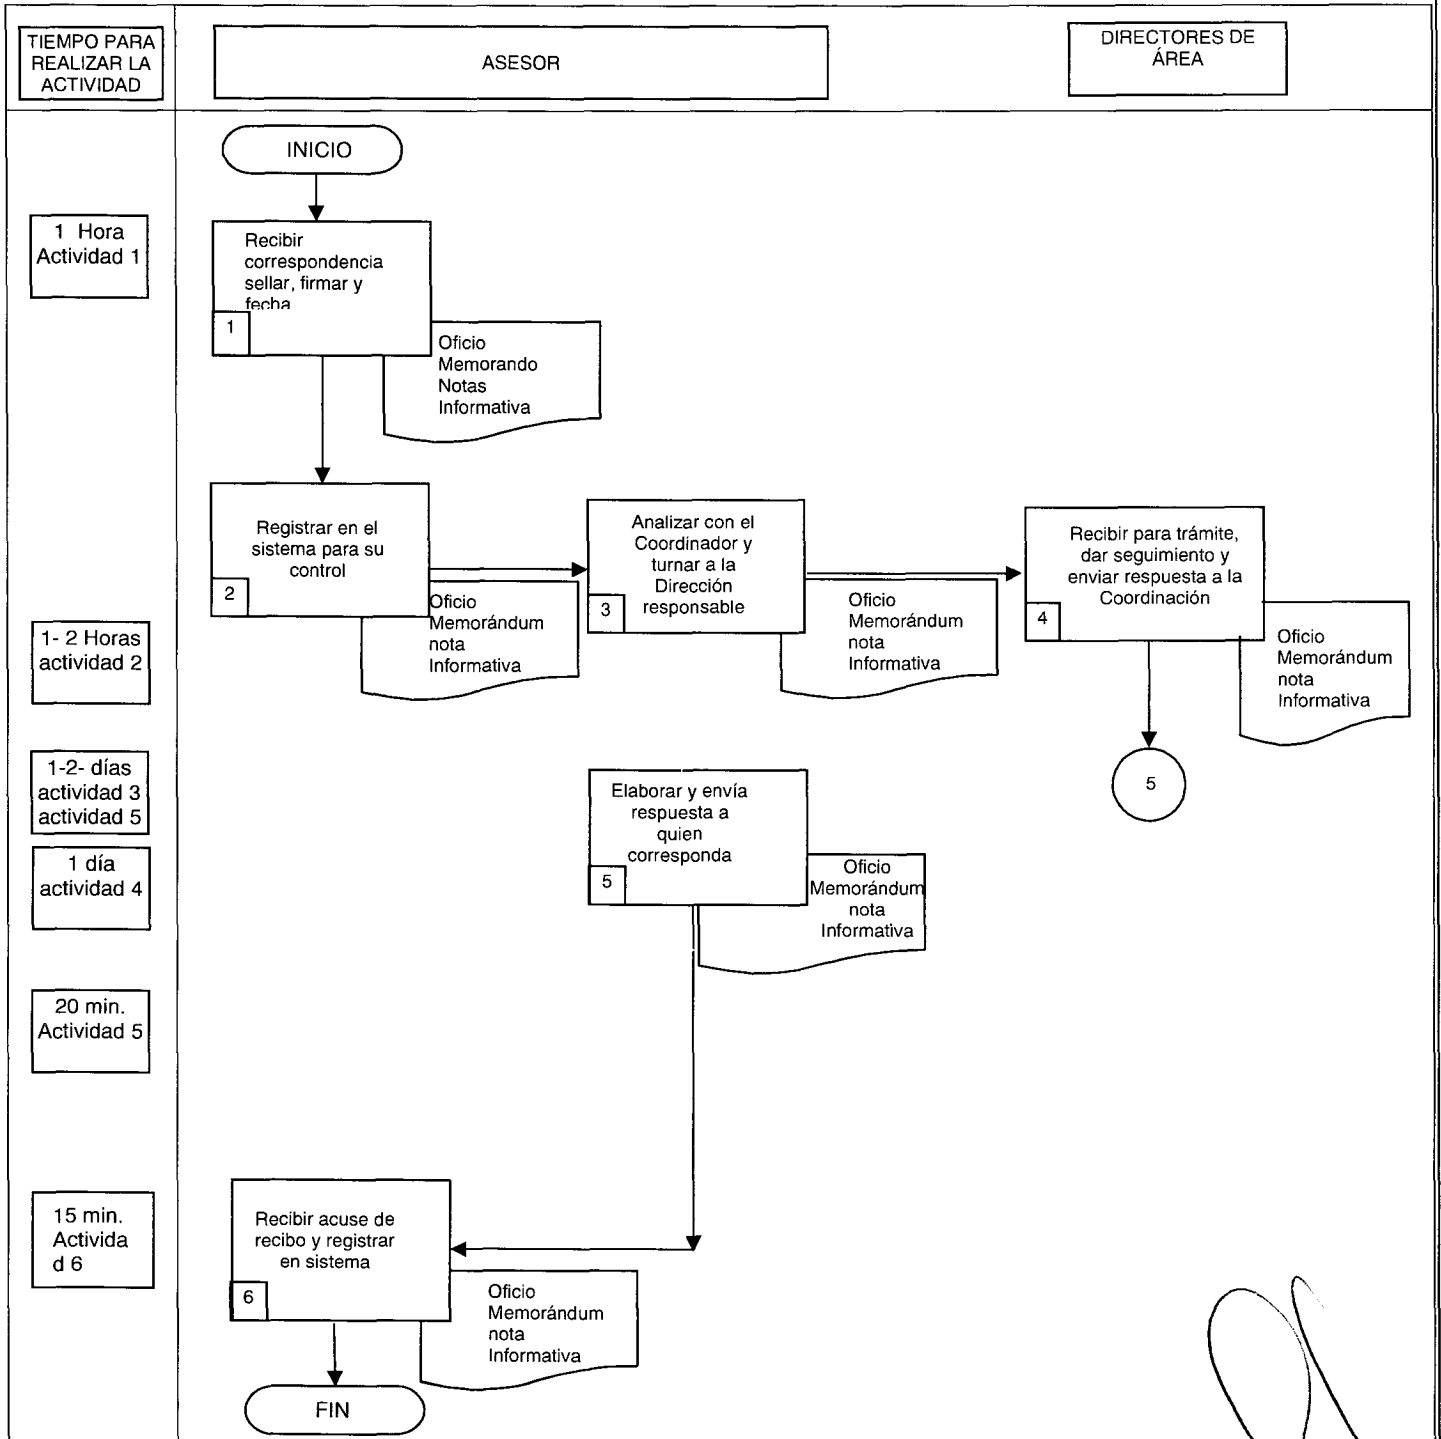 TIEMPO PARA
REALIZAR LA
ACTIVIDAD
ASESOR
DIRECTORES DE
ÁREA
INICIO
1 Hora
Actividad 1
Recibir
correspondencia
sellar, firmar y
fecha
1
Oficio
Memorando
Notas
Informativa
Registrar en el
sistema para su
control
2
Oficio
Memorándum
nota
Informativa
Analizar con el
Coordinador y
turnar a la
Dirección
responsable
3
Oficio
Memorándum
nota
Informativa
Recibir para trámite,
dar seguimiento y
enviar respuesta a la
Coordinación
4
Oficio
Memorándum
nota
Informativa
1- 2 Horas
actividad 2
5
1-2- días
actividad 3
actividad 5
1 día
actividad 4
Elaborar y envía
respuesta a
quien
corresponda
5
Oficio
Memorándum
nota
Informativa
20 min.
Actividad 5
15 min.
Activida
d 6
Recibir acuse de
recibo y registrar
en sistema
6
Oficio
Memorándum
nota
Informativa
FIN